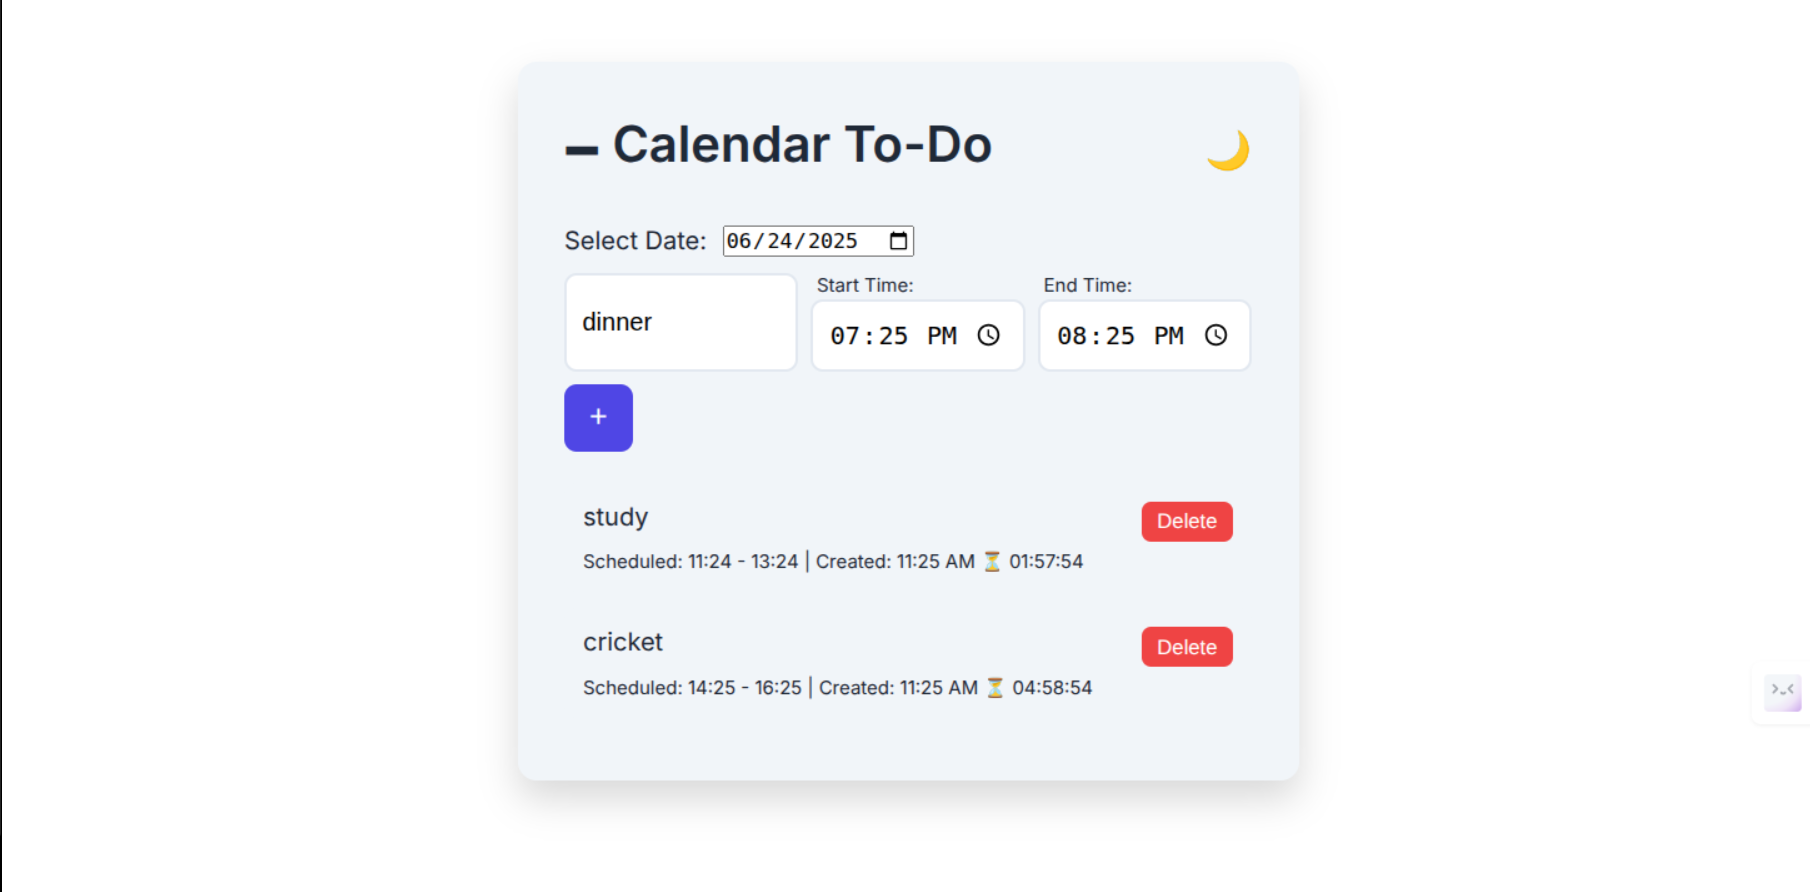 – Calendar To-Do 🌙
Select Date: 06/24/2025
Start Time: End Time:
dinner 07:25 PM 08:25 PM
+
study Delete
Scheduled: 11:24 - 13:24 | Created: 11:25 AM ⏳ 01:57:54
cricket Delete
Scheduled: 14:25 - 16:25 | Created: 11:25 AM ⏳ 04:58:54